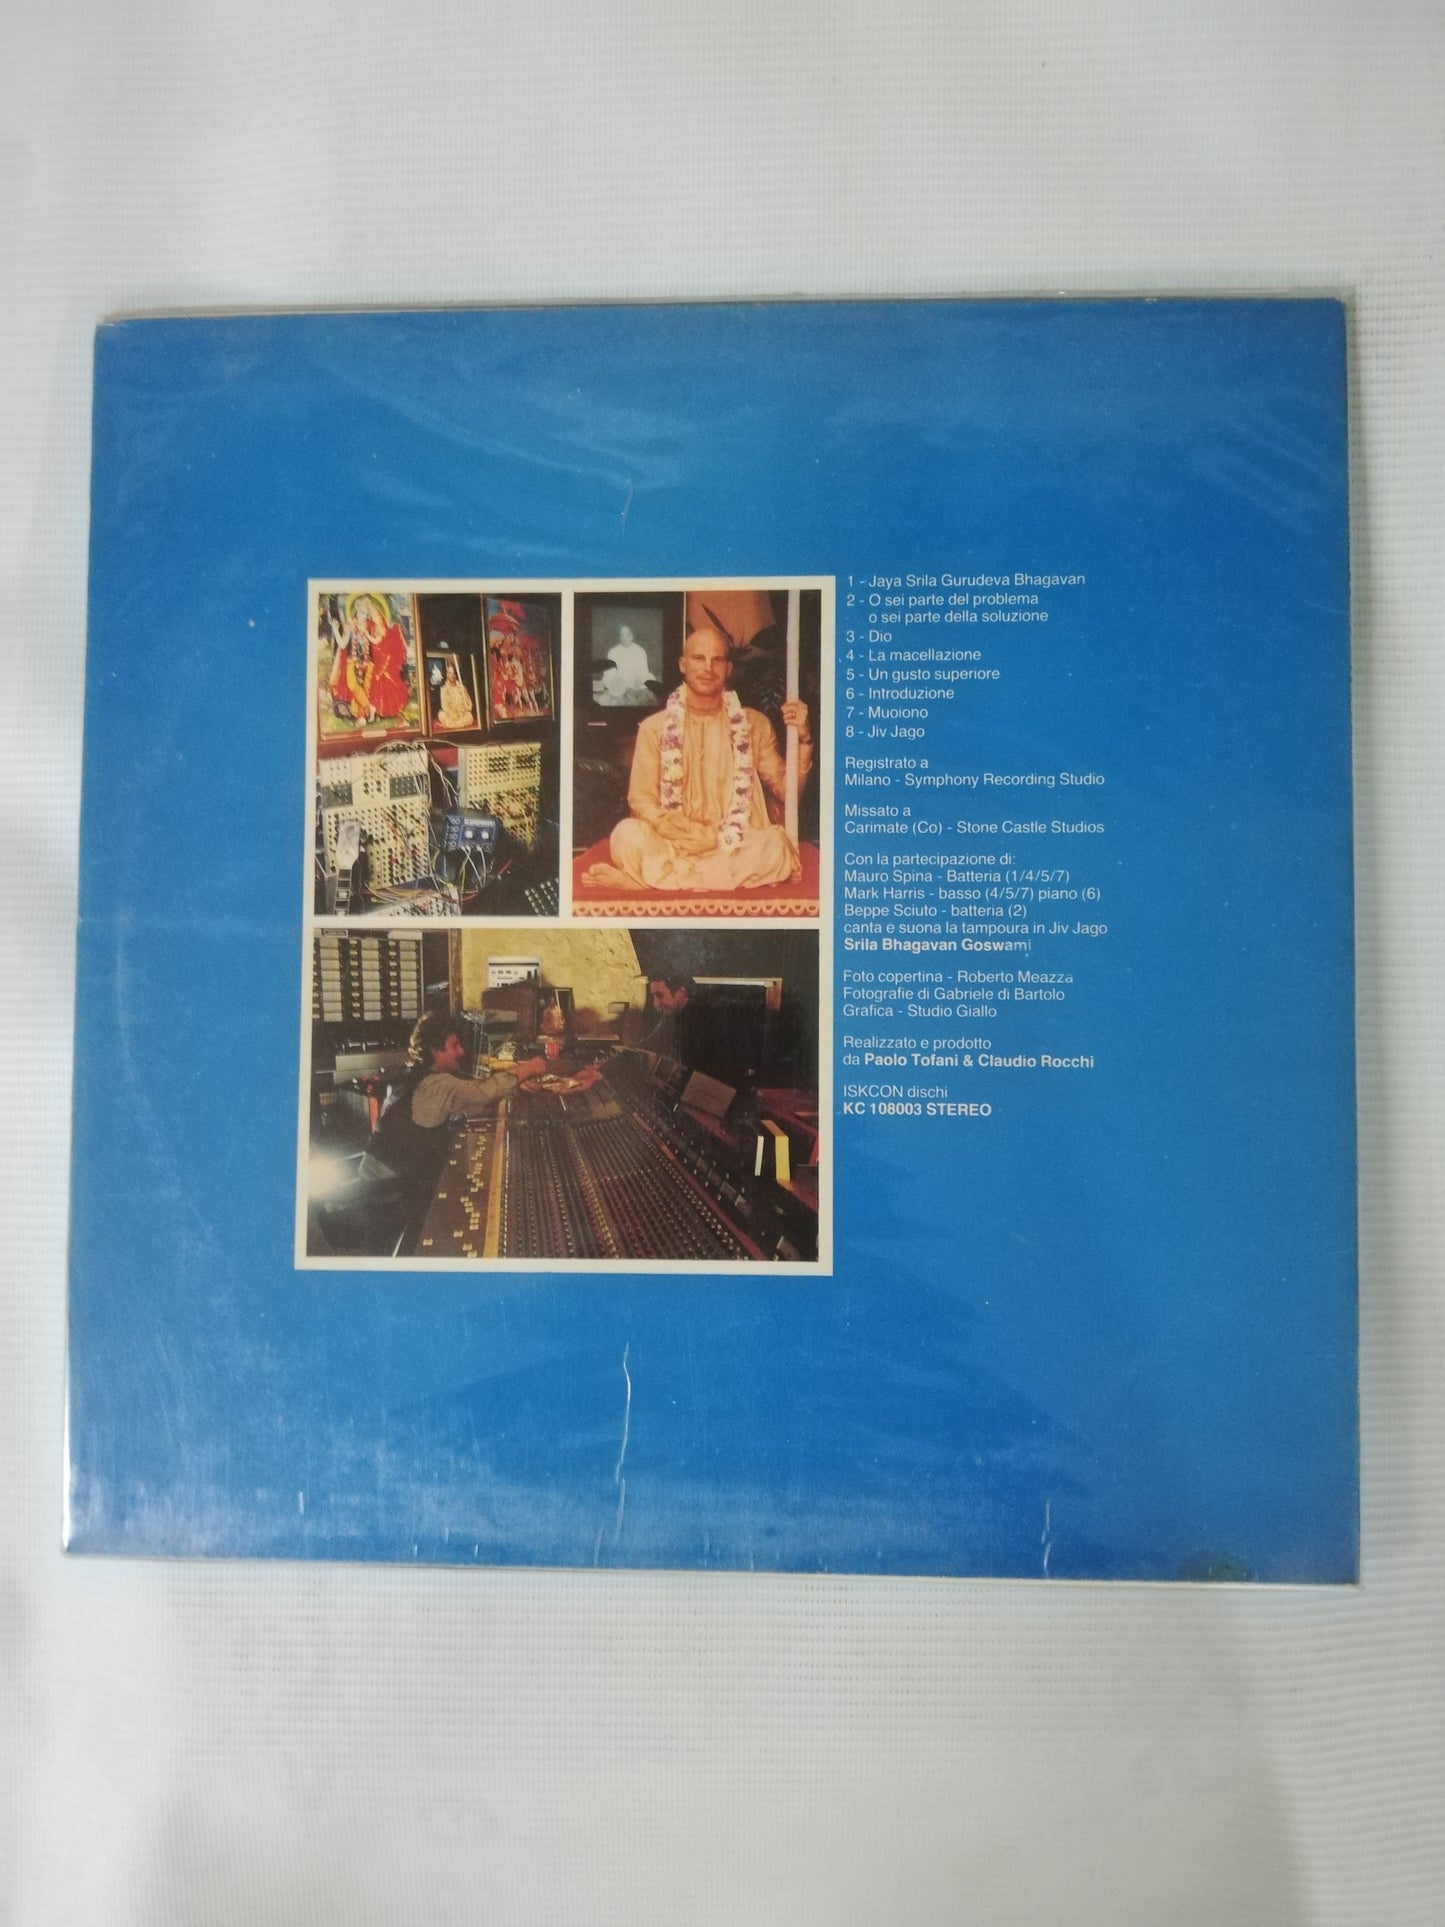 1 - Jaya Srila Gurudeva Bhagavan
2 - O sei parte del problema
o sei parte della soluzione
3 - Dio
4 - La macellazione
5 - Un gusto superiore
6 - Introduzione
7 - Muoiono
8 - Jiv Jago
Registrato a
Milano - Symphony Recording Studio
Missato a
Carimate (Co) - Stone Castle Studios
Con la partecipazione di:
Mauro Spina - Batteria (1/4/5/7)
Mark Harris - basso (4/5/7) piano (6)
Beppe Sciuto - batteria (2)
canta e suona la tampoura in Jiv Jago
Srila Bhagavan Goswami
Foto copertina - Roberto Meazza
Fotografie di Gabriele di Bartolo
Grafica - Studio Giallo
Realizzato e prodotto
da Paolo Tofani & Claudio Rocchi
ISKCON dischi
KC 108003 STEREO